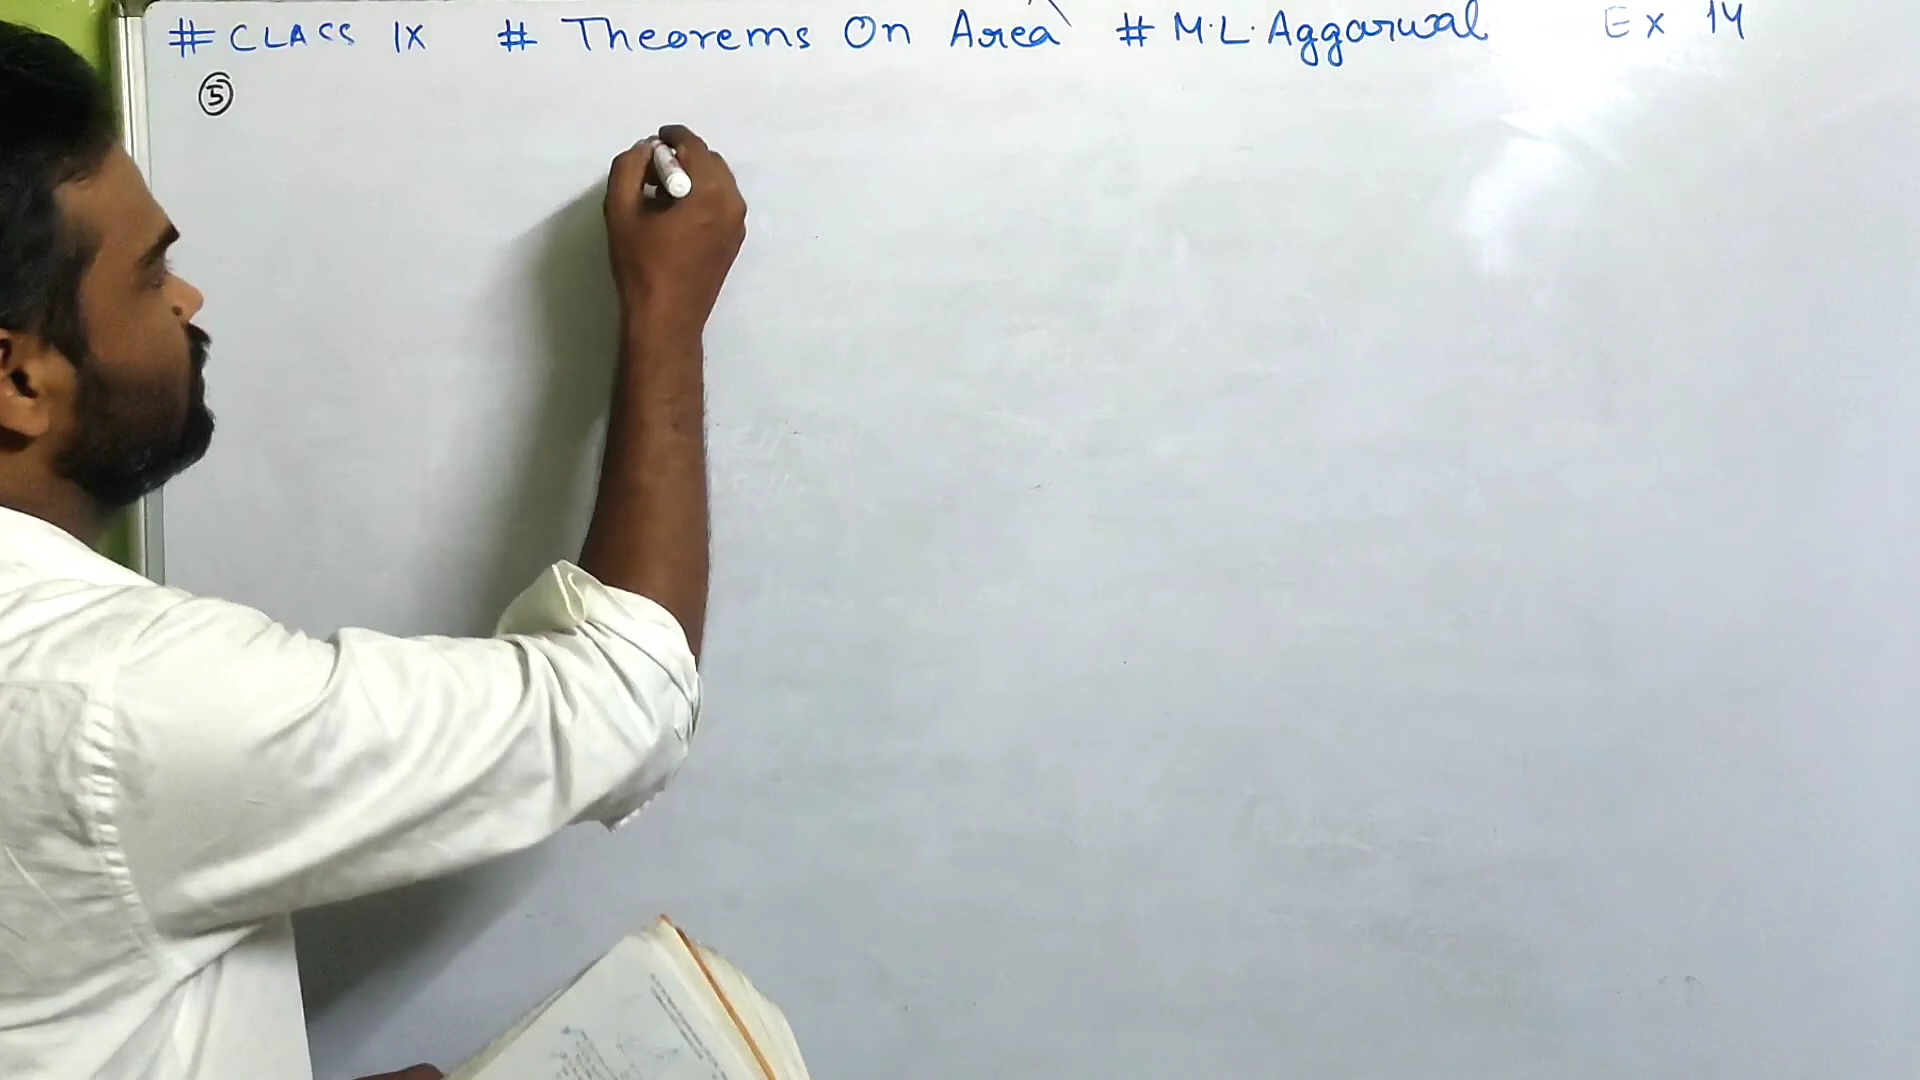 # CLASS IX # Theorems On Area # M.L. Aggarwal Ex 14
5